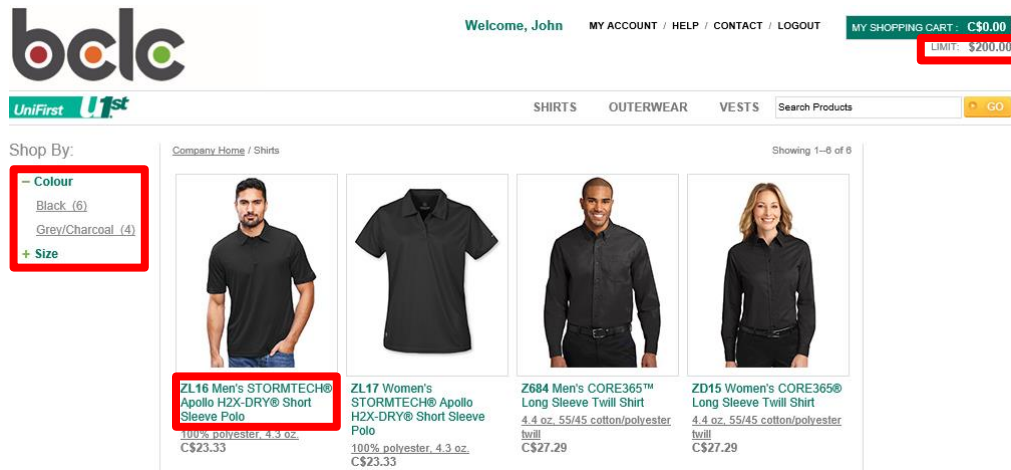 bclc
Welcome, John
MY ACCOUNT / HELP / CONTACT / LOGOUT
MY SHOPPING CART : C$0.00
LIMIT: $200.00
UniFirst U1st
SHIRTS OUTERWEAR VESTS
Search Products
GO
Shop By:
− Colour
Black (6)
Grey/Charcoal (4)
+ Size
Company Home / Shirts
Showing 1–6 of 6
ZL16 Men's STORMTECH®
Apollo H2X-DRY® Short
Sleeve Polo
100% polyester, 4.3 oz.
C$23.33
ZL17 Women's
STORMTECH® Apollo
H2X-DRY® Short Sleeve
Polo
100% polyester, 4.3 oz.
C$23.33
Z684 Men's CORE365™
Long Sleeve Twill Shirt
4.4 oz, 55/45 cotton/polyester
twill
C$27.29
ZD15 Women's CORE365®
Long Sleeve Twill Shirt
4.4 oz, 55/45 cotton/polyester
twill
C$27.29